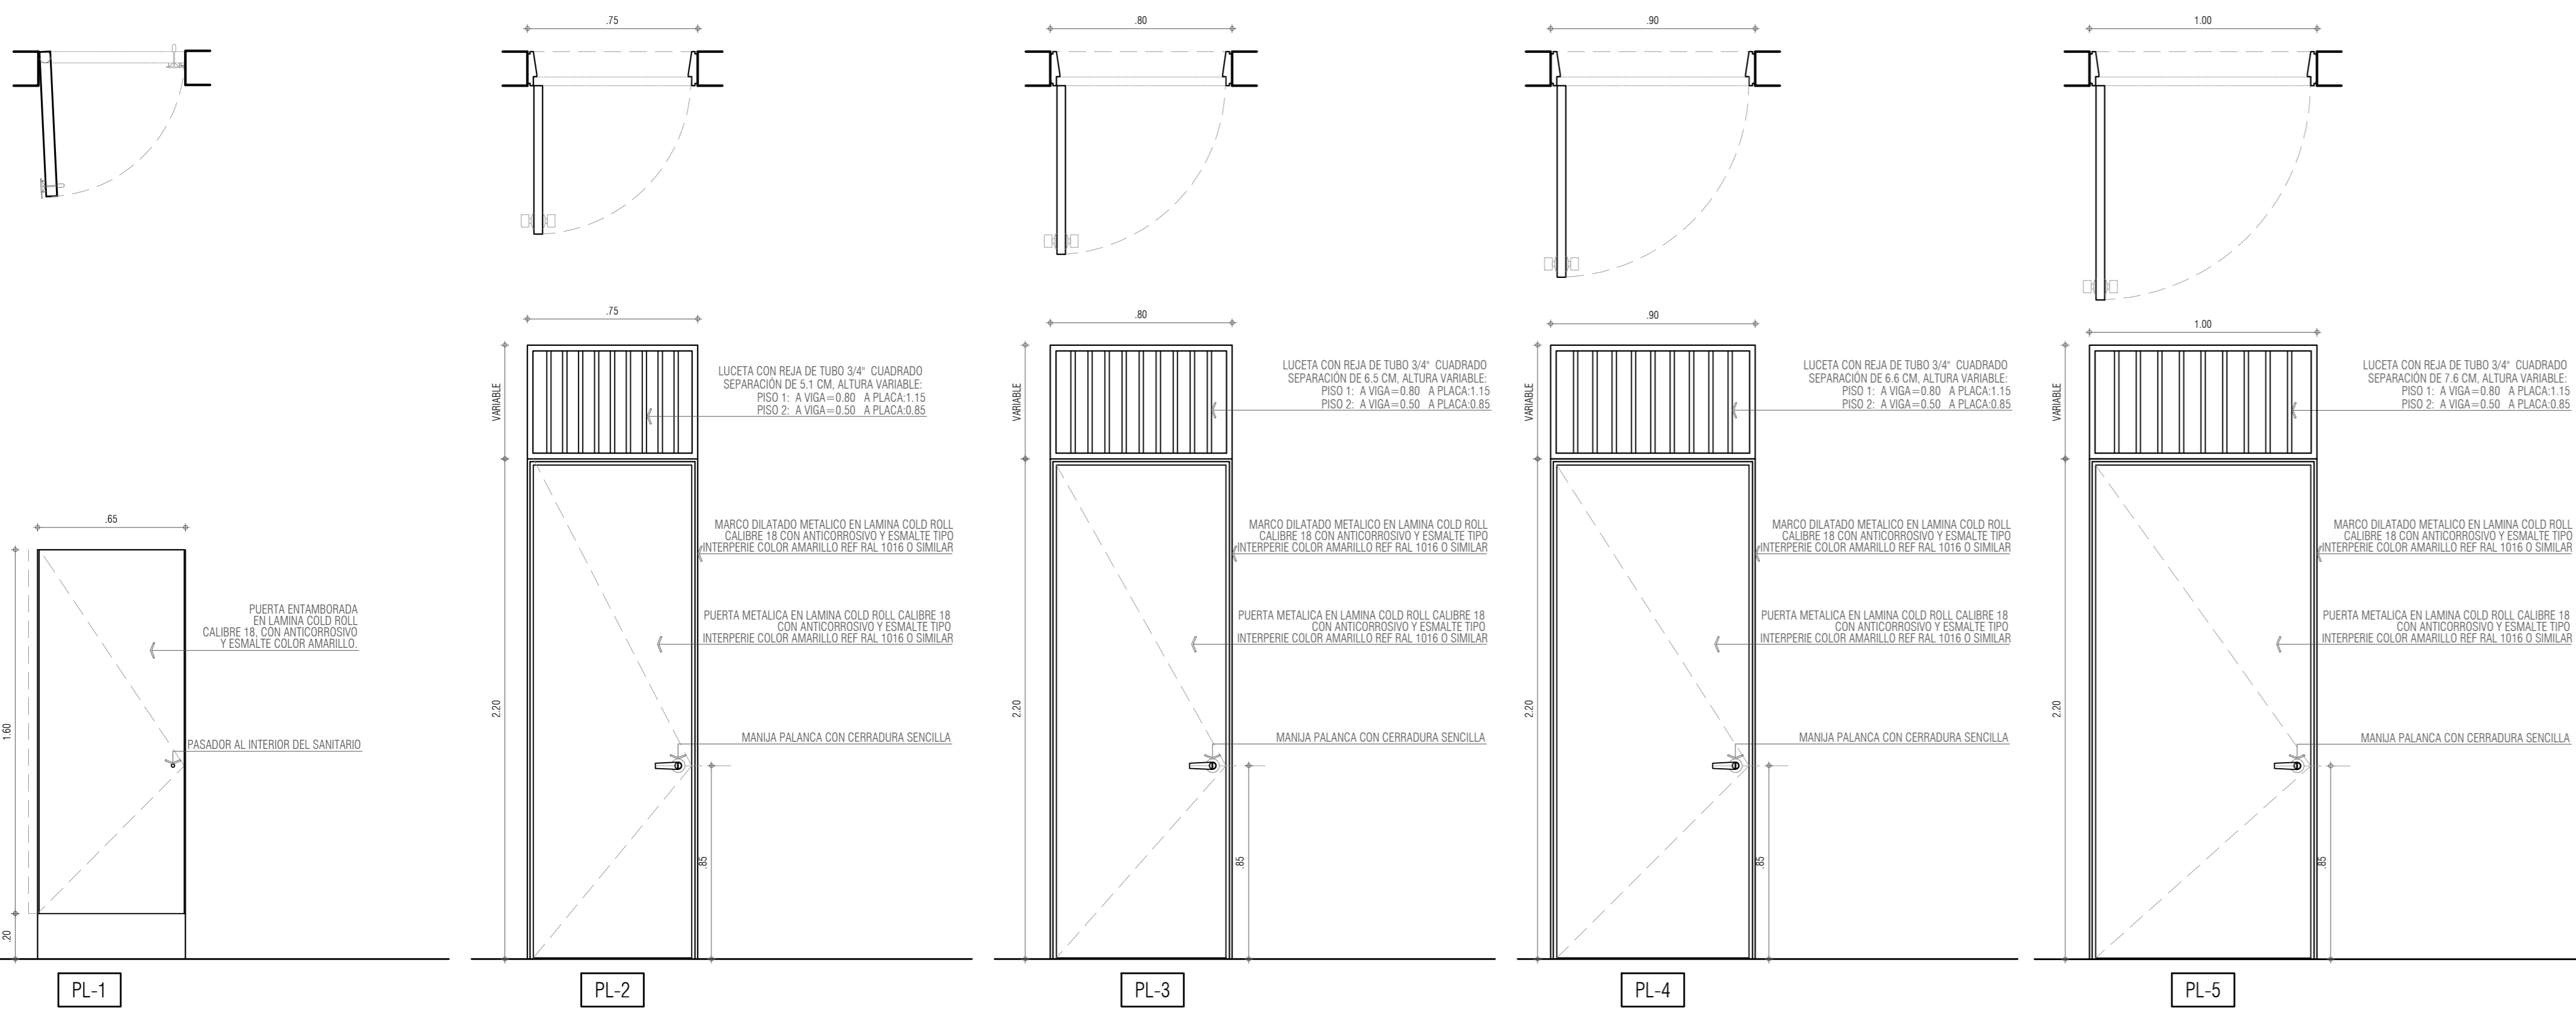 .65
1.60
.20
PUERTA ENTAMBORADA
EN LAMINA COLD ROLL
CALIBRE 18, CON ANTICORROSIVO
Y ESMALTE COLOR AMARILLO.
PASADOR AL INTERIOR DEL SANITARIO
PL-1
.75
.75
VARIABLE
2.20
LUCETA CON REJA DE TUBO 3/4" CUADRADO
SEPARACIÓN DE 5.1 CM, ALTURA VARIABLE:
PISO 1: A VIGA=0.80 A PLACA:1.15
PISO 2: A VIGA=0.50 A PLACA:0.85
MARCO DILATADO METALICO EN LAMINA COLD ROLL
CALIBRE 18 CON ANTICORROSIVO Y ESMALTE TIPO
INTERPERIE COLOR AMARILLO REF RAL 1016 O SIMILAR
PUERTA METALICA EN LAMINA COLD ROLL CALIBRE 18
CON ANTICORROSIVO Y ESMALTE TIPO
INTERPERIE COLOR AMARILLO REF RAL 1016 O SIMILAR
MANIJA PALANCA CON CERRADURA SENCILLA
.85
PL-2
.80
.80
VARIABLE
2.20
LUCETA CON REJA DE TUBO 3/4" CUADRADO
SEPARACIÓN DE 6.5 CM, ALTURA VARIABLE:
PISO 1: A VIGA=0.80 A PLACA:1.15
PISO 2: A VIGA=0.50 A PLACA:0.85
MARCO DILATADO METALICO EN LAMINA COLD ROLL
CALIBRE 18 CON ANTICORROSIVO Y ESMALTE TIPO
INTERPERIE COLOR AMARILLO REF RAL 1016 O SIMILAR
PUERTA METALICA EN LAMINA COLD ROLL CALIBRE 18
CON ANTICORROSIVO Y ESMALTE TIPO
INTERPERIE COLOR AMARILLO REF RAL 1016 O SIMILAR
MANIJA PALANCA CON CERRADURA SENCILLA
.85
PL-3
.90
.90
VARIABLE
2.20
LUCETA CON REJA DE TUBO 3/4" CUADRADO
SEPARACIÓN DE 6.6 CM, ALTURA VARIABLE:
PISO 1: A VIGA=0.80 A PLACA:1.15
PISO 2: A VIGA=0.50 A PLACA:0.85
MARCO DILATADO METALICO EN LAMINA COLD ROLL
CALIBRE 18 CON ANTICORROSIVO Y ESMALTE TIPO
INTERPERIE COLOR AMARILLO REF RAL 1016 O SIMILAR
PUERTA METALICA EN LAMINA COLD ROLL CALIBRE 18
CON ANTICORROSIVO Y ESMALTE TIPO
INTERPERIE COLOR AMARILLO REF RAL 1016 O SIMILAR
MANIJA PALANCA CON CERRADURA SENCILLA
.85
PL-4
1.00
1.00
VARIABLE
2.20
LUCETA CON REJA DE TUBO 3/4" CUADRADO
SEPARACIÓN DE 7.6 CM, ALTURA VARIABLE:
PISO 1: A VIGA=0.80 A PLACA:1.15
PISO 2: A VIGA=0.50 A PLACA:0.85
MARCO DILATADO METALICO EN LAMINA COLD ROLL
CALIBRE 18 CON ANTICORROSIVO Y ESMALTE TIPO
INTERPERIE COLOR AMARILLO REF RAL 1016 O SIMILAR
PUERTA METALICA EN LAMINA COLD ROLL CALIBRE 18
CON ANTICORROSIVO Y ESMALTE TIPO
INTERPERIE COLOR AMARILLO REF RAL 1016 O SIMILAR
MANIJA PALANCA CON CERRADURA SENCILLA
.85
PL-5